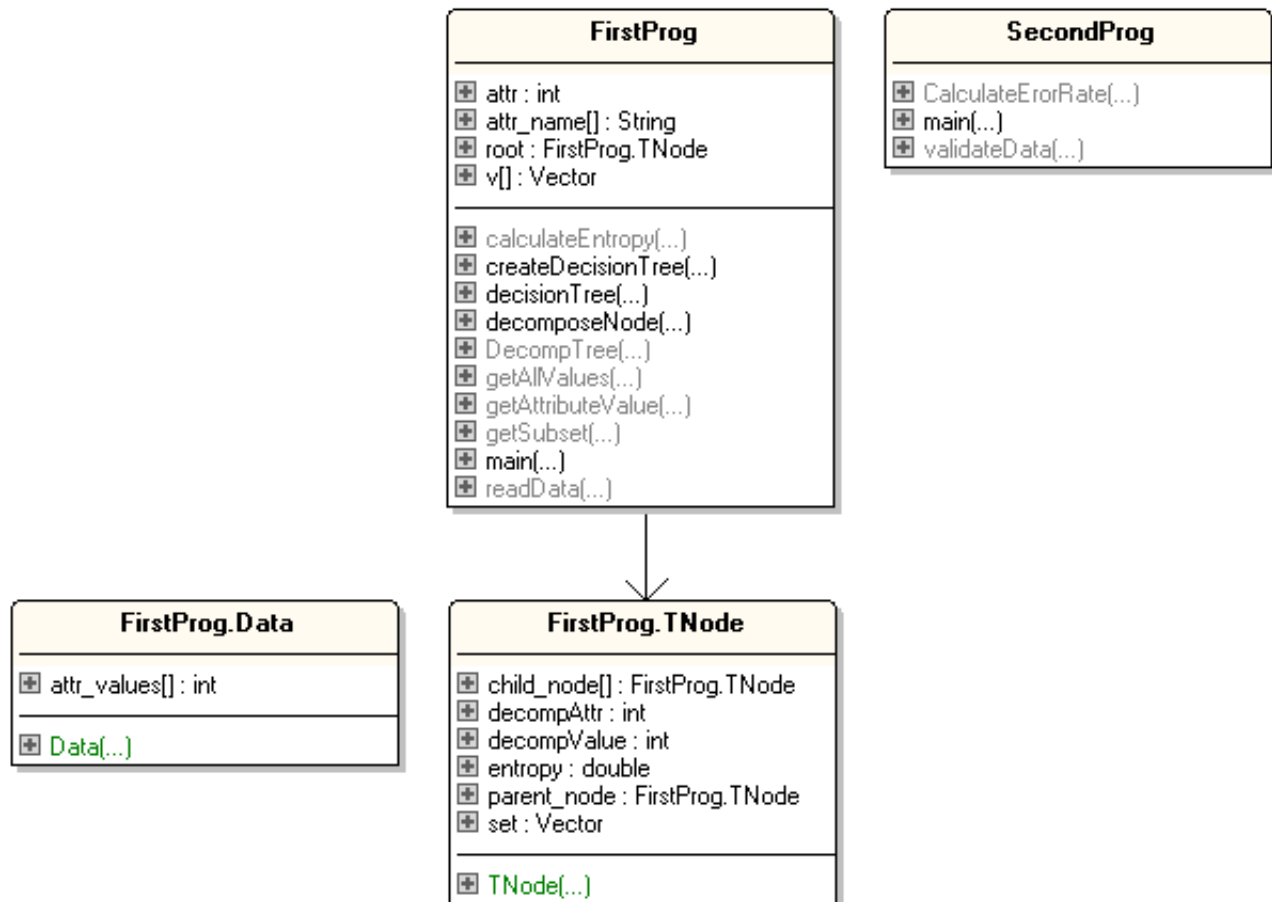 FirstProg
attr : int
attr_name[] : String
root : FirstProg.TNode
v[] : Vector
calculateEntropy(...)
createDecisionTree(...)
decisionTree(...)
decomposeNode(...)
DecompTree(...)
getAllValues(...)
getAttributeValue(...)
getSubset(...)
main(...)
readData(...)
SecondProg
CalculateErorRate(...)
main(...)
validateData(...)
FirstProg.Data
attr_values[] : int
Data(...)
FirstProg.TNode
child_node[] : FirstProg.TNode
decompAttr : int
decompValue : int
entropy : double
parent_node : FirstProg.TNode
set : Vector
TNode(...)